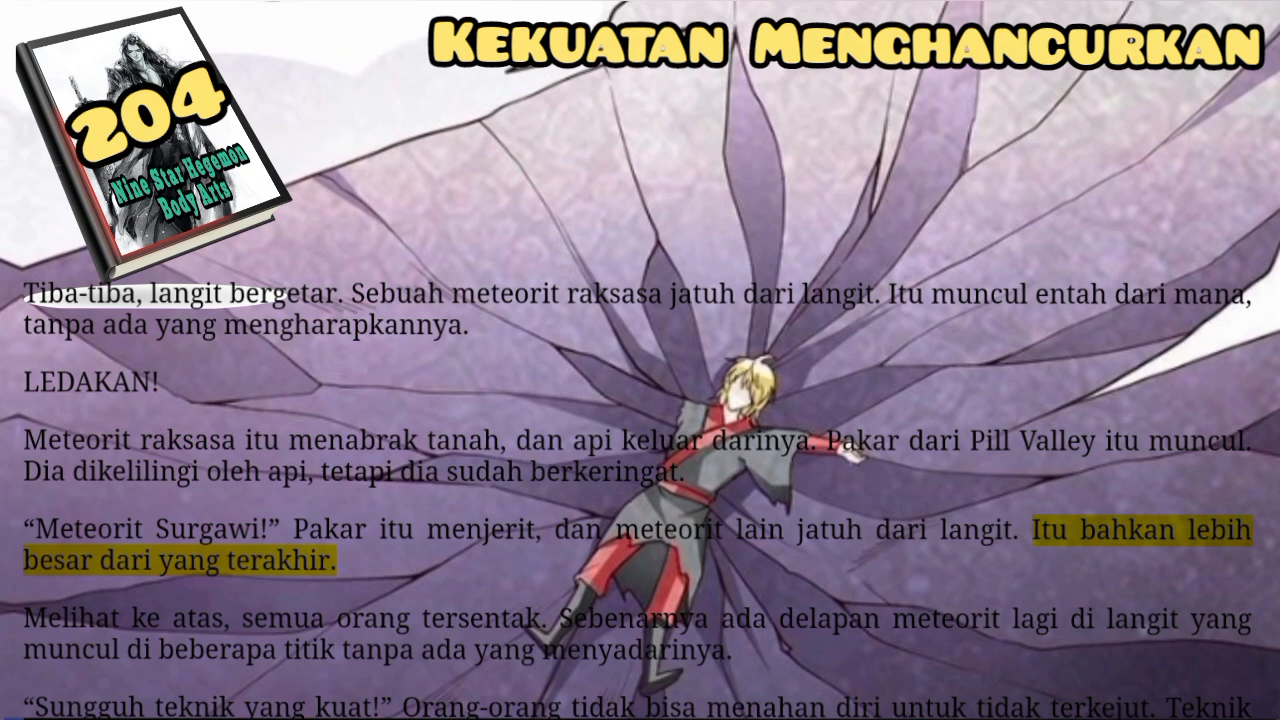 204
Nine Star Hegemon
Body Arts
KEKUATAN MENGHANCURKAN
Tiba-tiba, langit bergetar. Sebuah meteorit raksasa jatuh dari langit. Itu muncul entah dari mana,
tanpa ada yang mengharapkannya.
LEDAKAN!
Meteorit raksasa itu menabrak tanah, dan api keluar darinya. Pakar dari Pill Valley itu muncul.
Dia dikelilingi oleh api, tetapi dia sudah berkeringat.
“Meteorit Surgawi!” Pakar itu menjerit, dan meteorit lain jatuh dari langit. Itu bahkan lebih
besar dari yang terakhir.
Melihat ke atas, semua orang tersentak. Sebenarnya ada delapan meteorit lagi di langit yang
muncul di beberapa titik tanpa ada yang menyadarinya.
“Sungguh teknik yang kuat!” Orang-orang tidak bisa menahan diri untuk tidak terkejut. Teknik